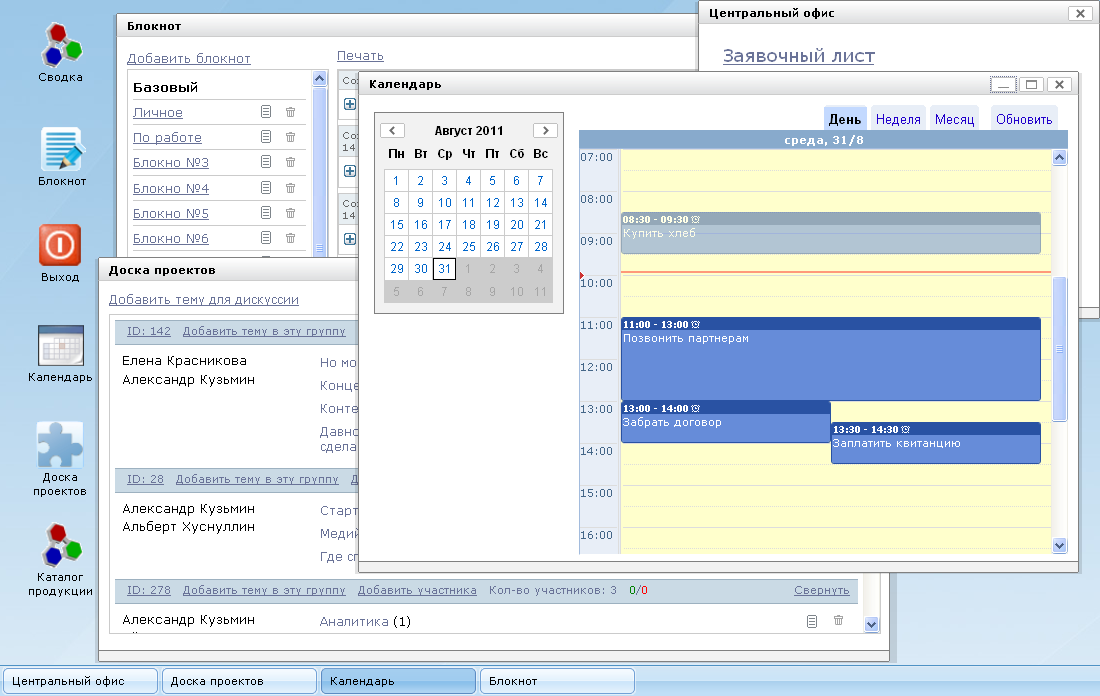 Сводка
Блокнот
Выход
Календарь
Доска
проектов
Каталог
продукции
Блокнот
Добавить блокнот
Печать
Базовый
Личное
По работе
Блокно №3
Блокно №4
Блокно №5
Блокно №6
Со
Со
14
Со
14
Центральный офис
Заявочный лист
Календарь
Август 2011
Пн Вт Ср Чт Пт Сб Вс
1 2 3 4 5 6 7
8 9 10 11 12 13 14
15 16 17 18 19 20 21
22 23 24 25 26 27 28
29 30 31 1 2 3 4
5 6 7 8 9 10 11
День Неделя Месяц Обновить
среда, 31/8
07:00
08:00
08:30 - 09:30
Купить хлеб
09:00
10:00
11:00
11:00 - 13:00
Позвонить партнерам
12:00
13:00
13:00 - 14:00
Забрать договор
13:30 - 14:30
Заплатить квитанцию
14:00
15:00
16:00
Доска проектов
Добавить тему для дискуссии
ID: 142 Добавить тему в эту группу
Елена Красникова
Александр Кузьмин
Но мо
Конце
Конте
Давно
сдела
ID: 28 Добавить тему в эту группу Д
Александр Кузьмин
Альберт Хуснуллин
Старт
Медий
Где сп
ID: 278 Добавить тему в эту группу Добавить участника Кол-во участников: 3 0/0 Свернуть
Александр Кузьмин
Аналитика (1)
Центральный офис
Доска проектов
Календарь
Блокнот